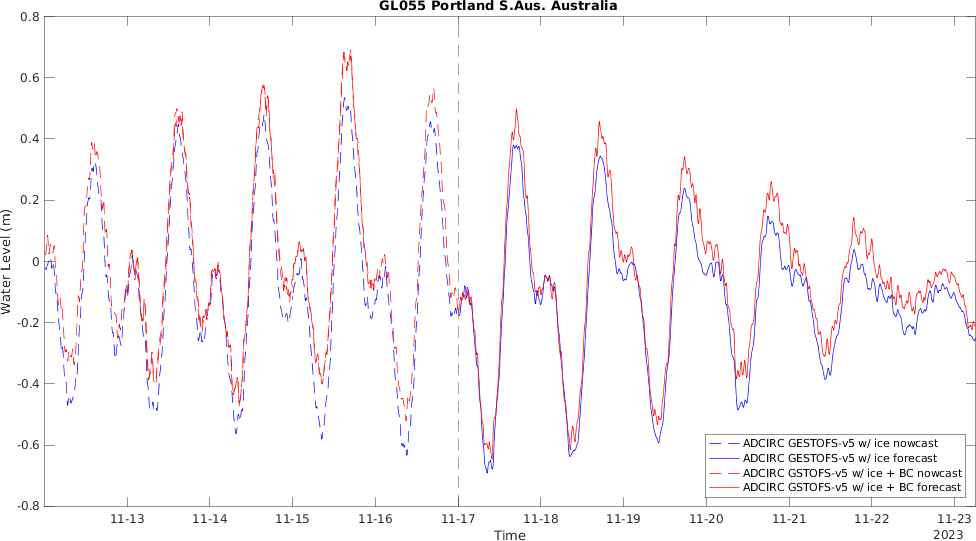 GL055 Portland S.Aus. Australia
0.8
0.6
0.4
0.2
0
-0.2
-0.4
-0.6
-0.8
Water Level (m)
ADCIRC GESTOFS-v5 w/ ice nowcast
ADCIRC GESTOFS-v5 w/ ice forecast
ADCIRC GSTOFS-v5 w/ ice + BC nowcast
ADCIRC GSTOFS-v5 w/ ice + BC forecast
11-13 11-14 11-15 11-16 11-17 11-18 11-19 11-20 11-21 11-22 11-23
Time
2023